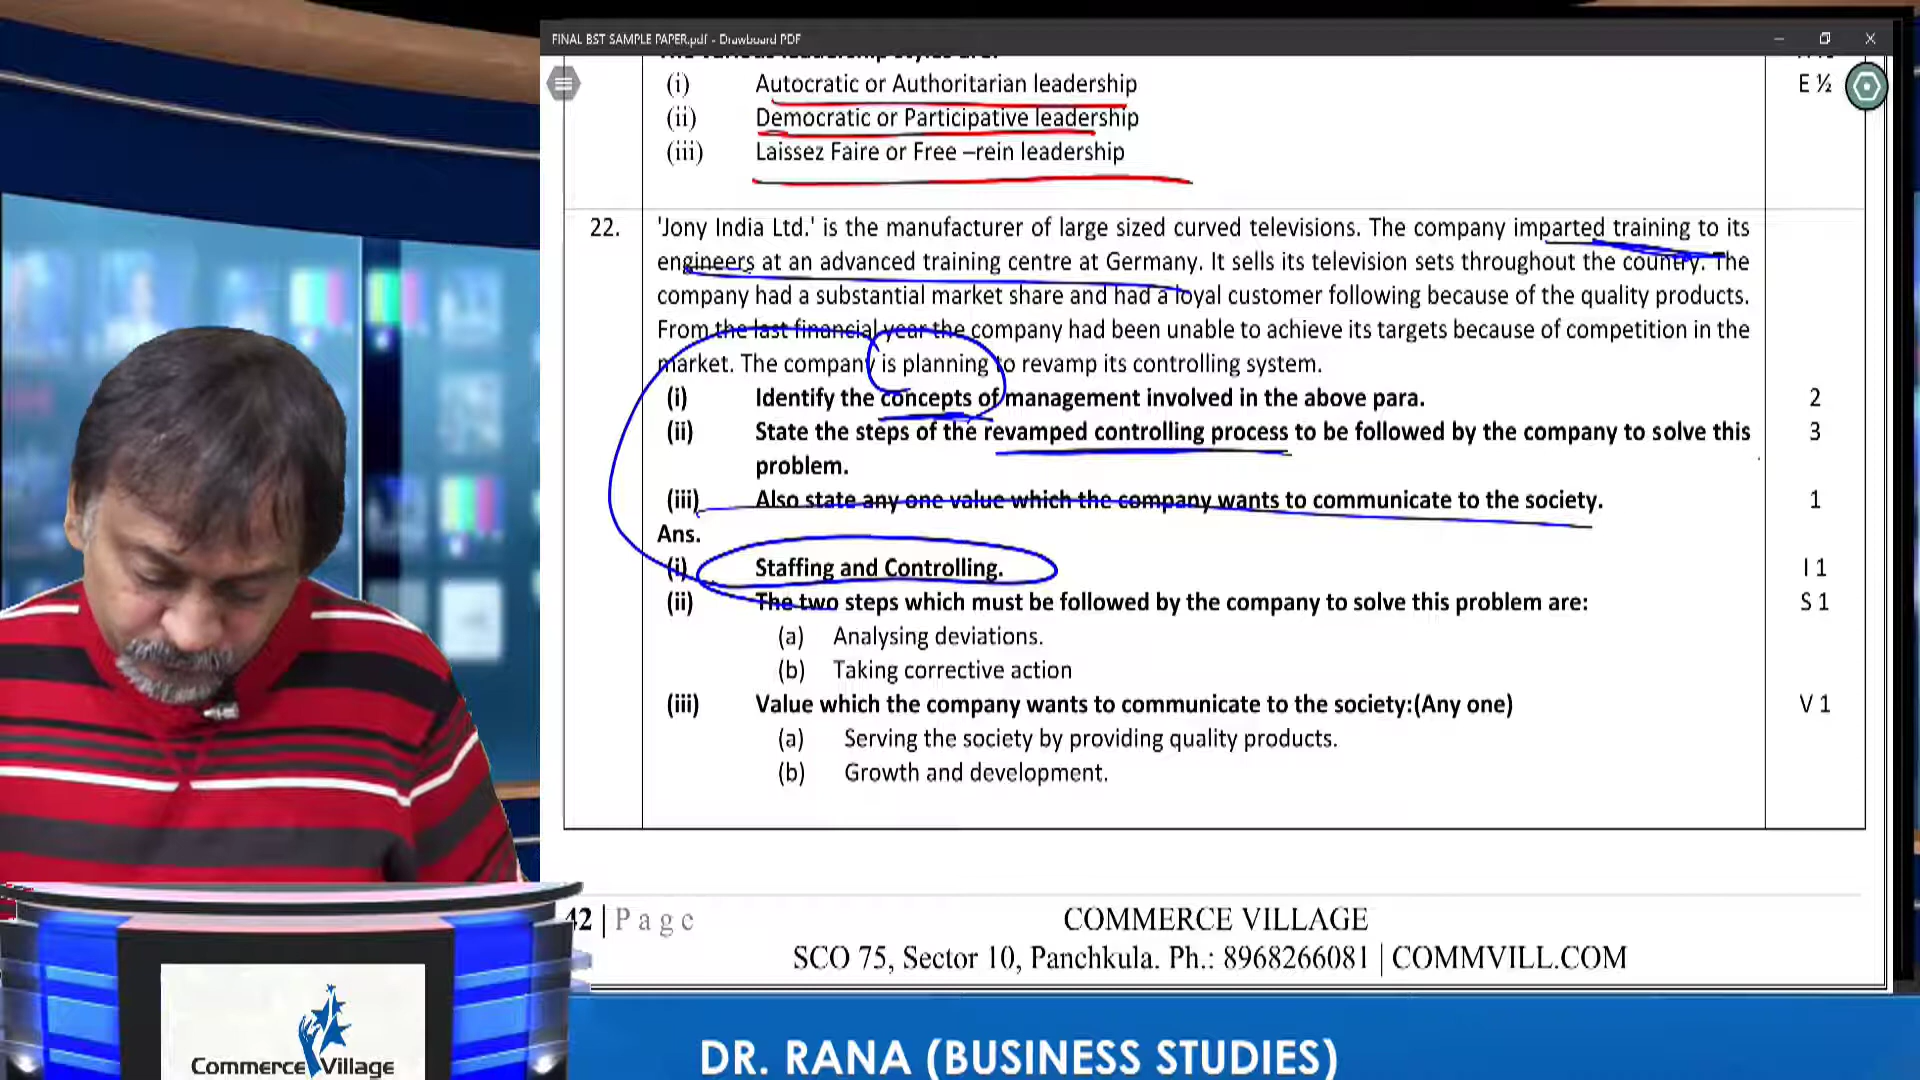 FINAL BST SAMPLE PAPER.pdf - Drawboard PDF
(i) Autocratic or Authoritarian leadership E ½
(ii) Democratic or Participative leadership
(iii) Laissez Faire or Free –rein leadership
22. 'Jony India Ltd.' is the manufacturer of large sized curved televisions. The company imparted training to its
engineers at an advanced training centre at Germany. It sells its television sets throughout the country. The
company had a substantial market share and had a loyal customer following because of the quality products.
From the last financial year the company had been unable to achieve its targets because of competition in the
market. The company is planning to revamp its controlling system.
(i) Identify the concepts of management involved in the above para. 2
(ii) State the steps of the revamped controlling process to be followed by the company to solve this 3
problem.
(iii) Also state any one value which the company wants to communicate to the society. 1
Ans.
(i) Staffing and Controlling. I 1
(ii) The two steps which must be followed by the company to solve this problem are: S 1
(a) Analysing deviations.
(b) Taking corrective action
(iii) Value which the company wants to communicate to the society:(Any one) V 1
(a) Serving the society by providing quality products.
(b) Growth and development.
42 | Page COMMERCE VILLAGE
SCO 75, Sector 10, Panchkula. Ph.: 8968266081 | COMMVILL.COM
Commerce Village
DR. RANA (BUSINESS STUDIES)